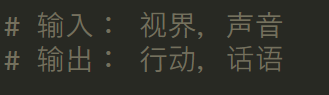 # 输入： 视界, 声音
# 输出： 行动, 话语